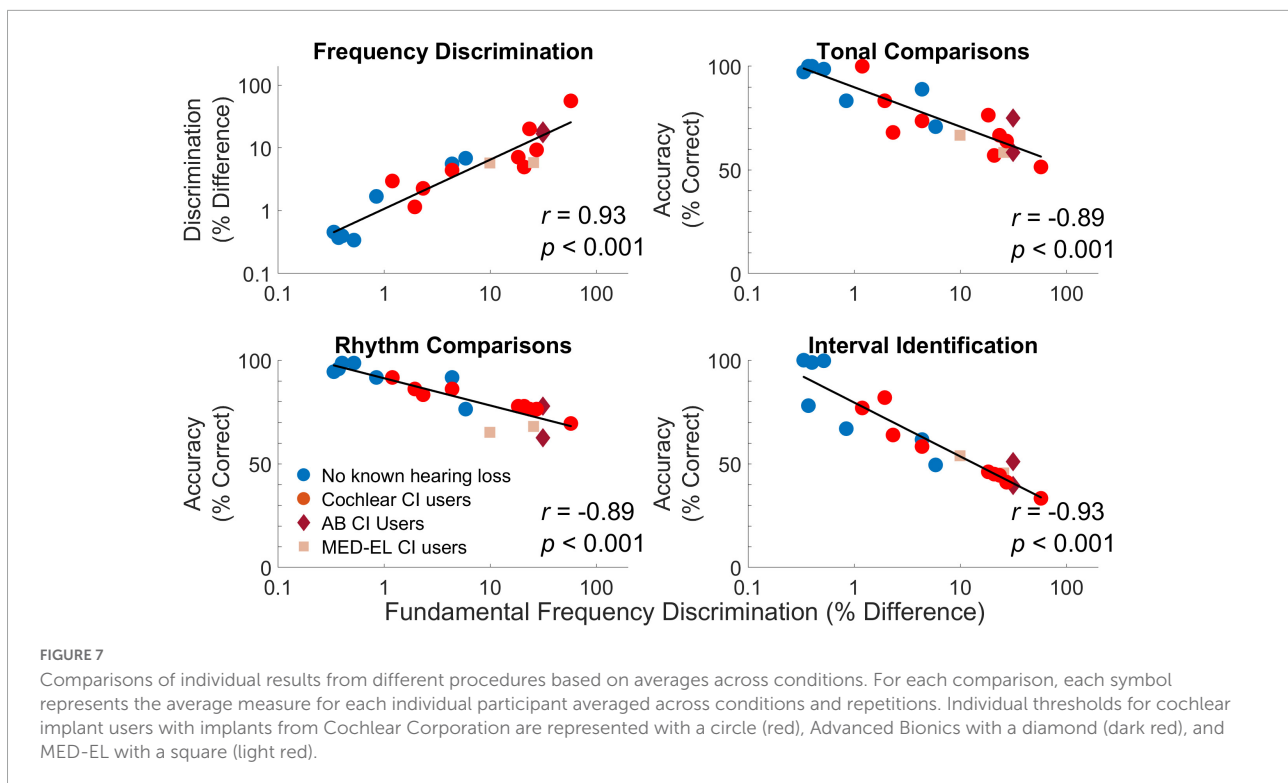 Frequency Discrimination
Discrimination
(% Difference)
100
10
1
0.1
0.1 1 10 100
r = 0.93
p < 0.001
Tonal Comparisons
Accuracy
(% Correct)
100
50
0
0.1 1 10 100
r = -0.89
p < 0.001
Rhythm Comparisons
Accuracy
(% Correct)
100
50
0
0.1 1 10 100
No known hearing loss
Cochlear CI users
AB CI Users
MED-EL CI users
r = -0.89
p < 0.001
Interval Identification
Accuracy
(% Correct)
100
50
0
0.1 1 10 100
r = -0.93
p < 0.001
Fundamental Frequency Discrimination (% Difference)
FIGURE 7
Comparisons of individual results from different procedures based on averages across conditions. For each comparison, each symbol
represents the average measure for each individual participant averaged across conditions and repetitions. Individual thresholds for cochlear
implant users with implants from Cochlear Corporation are represented with a circle (red), Advanced Bionics with a diamond (dark red), and
MED-EL with a square (light red).